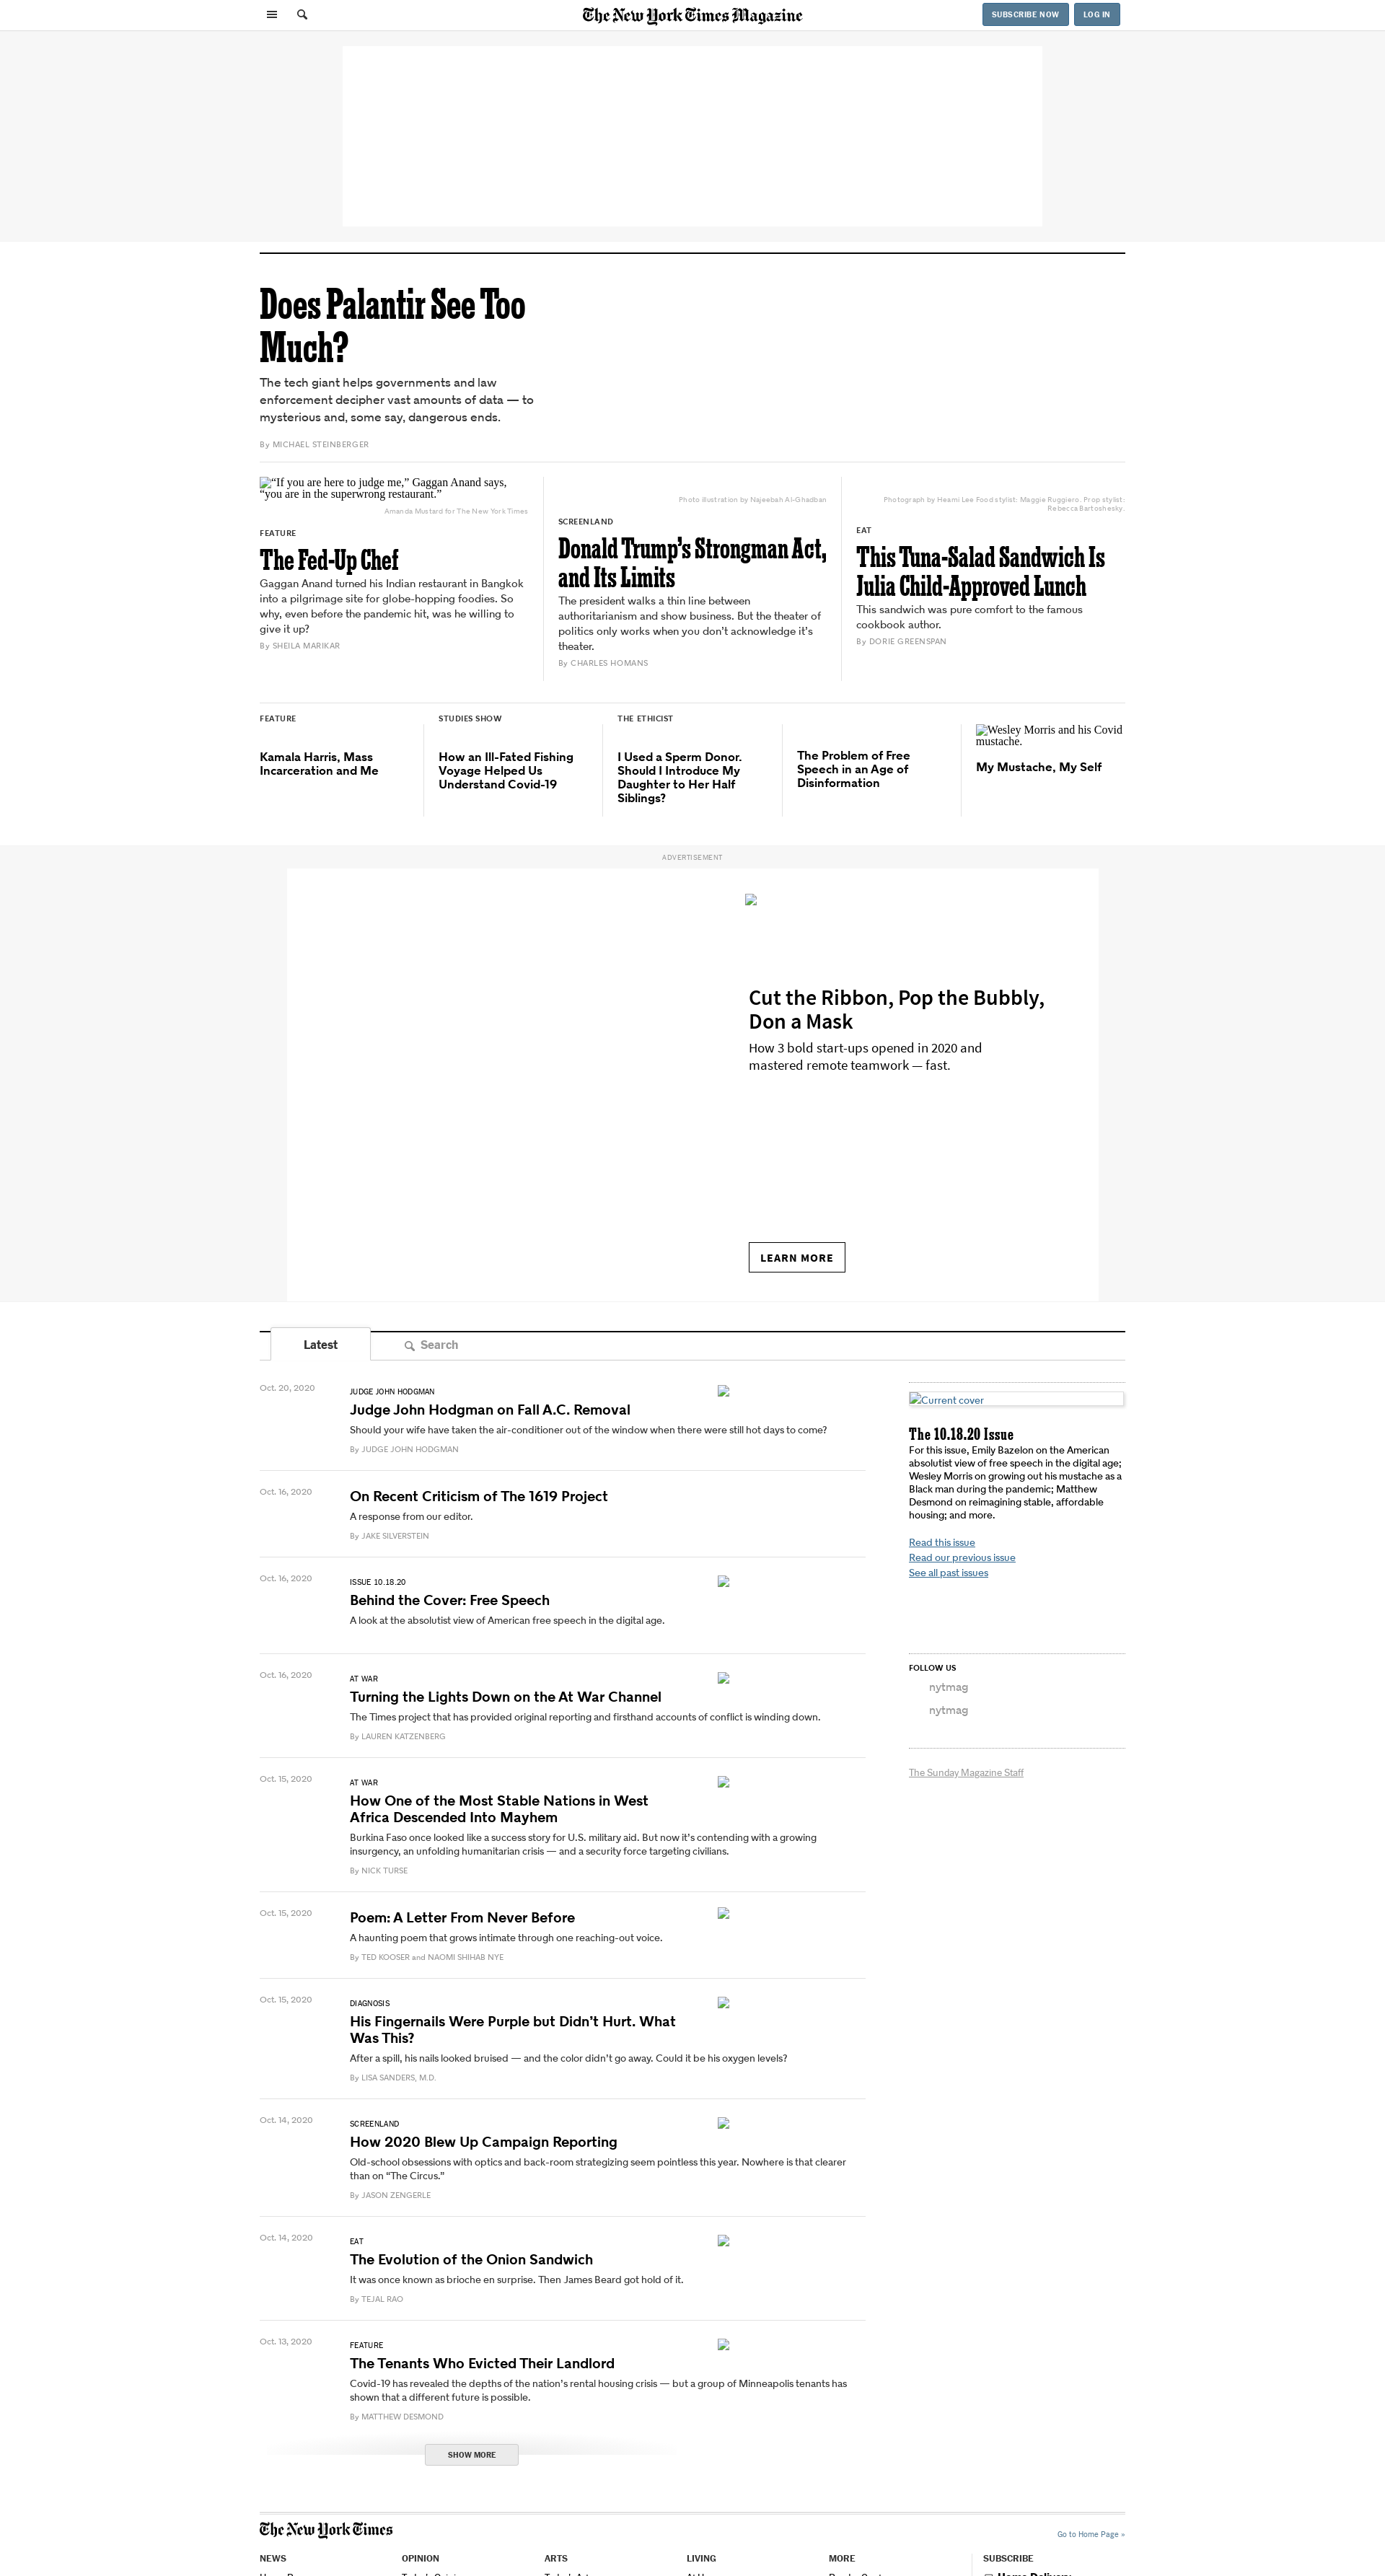 The New York Times Magazine
SUBSCRIBE NOW
LOG IN
Does Palantir See Too
Much?
The tech giant helps governments and law
enforcement decipher vast amounts of data — to
mysterious and, some say, dangerous ends.
By MICHAEL STEINBERGER
“If you are here to judge me,” Gaggan Anand says,
“you are in the superwrong restaurant.”
Amanda Mustard for The New York Times
FEATURE
The Fed-Up Chef
Gaggan Anand turned his Indian restaurant in Bangkok
into a pilgrimage site for globe-hopping foodies. So
why, even before the pandemic hit, was he willing to
give it up?
By SHEILA MARIKAR
Photo illustration by Najeebah Al-Ghadban
SCREENLAND
Donald Trump’s Strongman Act,
and Its Limits
The president walks a thin line between
authoritarianism and show business. But the theater of
politics only works when you don’t acknowledge it’s
theater.
By CHARLES HOMANS
Photograph by Heami Lee Food stylist: Maggie Ruggiero. Prop stylist:
Rebecca Bartoshesky.
EAT
This Tuna-Salad Sandwich Is
Julia Child-Approved Lunch
This sandwich was pure comfort to the famous
cookbook author.
By DORIE GREENSPAN
FEATURE
Kamala Harris, Mass
Incarceration and Me
STUDIES SHOW
How an Ill-Fated Fishing
Voyage Helped Us
Understand Covid-19
THE ETHICIST
I Used a Sperm Donor.
Should I Introduce My
Daughter to Her Half
Siblings?
The Problem of Free
Speech in an Age of
Disinformation
Wesley Morris and his Covid
mustache.
My Mustache, My Self
ADVERTISEMENT
Cut the Ribbon, Pop the Bubbly,
Don a Mask
How 3 bold start-ups opened in 2020 and
mastered remote teamwork — fast.
LEARN MORE
Latest
Search
Oct. 20, 2020
JUDGE JOHN HODGMAN
Judge John Hodgman on Fall A.C. Removal
Should your wife have taken the air-conditioner out of the window when there were still hot days to come?
By JUDGE JOHN HODGMAN
Oct. 16, 2020
On Recent Criticism of The 1619 Project
A response from our editor.
By JAKE SILVERSTEIN
Oct. 16, 2020
ISSUE 10.18.20
Behind the Cover: Free Speech
A look at the absolutist view of American free speech in the digital age.
Oct. 16, 2020
AT WAR
Turning the Lights Down on the At War Channel
The Times project that has provided original reporting and firsthand accounts of conflict is winding down.
By LAUREN KATZENBERG
Oct. 15, 2020
AT WAR
How One of the Most Stable Nations in West
Africa Descended Into Mayhem
Burkina Faso once looked like a success story for U.S. military aid. But now it’s contending with a growing
insurgency, an unfolding humanitarian crisis — and a security force targeting civilians.
By NICK TURSE
Oct. 15, 2020
Poem: A Letter From Never Before
A haunting poem that grows intimate through one reaching-out voice.
By TED KOOSER and NAOMI SHIHAB NYE
Oct. 15, 2020
DIAGNOSIS
His Fingernails Were Purple but Didn’t Hurt. What
Was This?
After a spill, his nails looked bruised — and the color didn’t go away. Could it be his oxygen levels?
By LISA SANDERS, M.D.
Oct. 14, 2020
SCREENLAND
How 2020 Blew Up Campaign Reporting
Old-school obsessions with optics and back-room strategizing seem pointless this year. Nowhere is that clearer
than on “The Circus.”
By JASON ZENGERLE
Oct. 14, 2020
EAT
The Evolution of the Onion Sandwich
It was once known as brioche en surprise. Then James Beard got hold of it.
By TEJAL RAO
Oct. 13, 2020
FEATURE
The Tenants Who Evicted Their Landlord
Covid-19 has revealed the depths of the nation’s rental housing crisis — but a group of Minneapolis tenants has
shown that a different future is possible.
By MATTHEW DESMOND
SHOW MORE
Current cover
The 10.18.20 Issue
For this issue, Emily Bazelon on the American
absolutist view of free speech in the digital age;
Wesley Morris on growing out his mustache as a
Black man during the pandemic; Matthew
Desmond on reimagining stable, affordable
housing; and more.
Read this issue
Read our previous issue
See all past issues
FOLLOW US
nytmag
nytmag
The Sunday Magazine Staff
The New York Times
Go to Home Page »
NEWS
OPINION
ARTS
LIVING
MORE
SUBSCRIBE